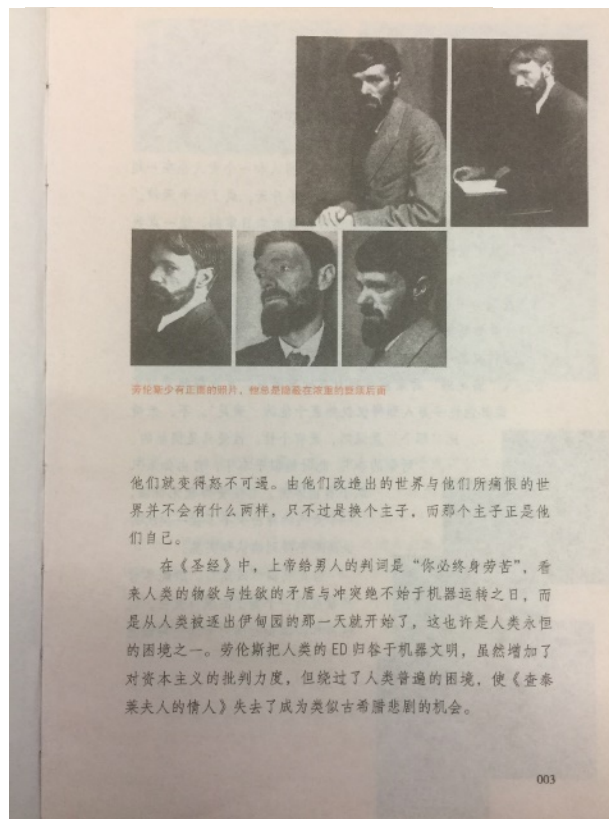 劳伦斯少有正面的照片，他总是隐蔽在浓重的须髯后面
他们就变得怒不可遏。由他们改造出的世界与他们所痛恨的世
界并不会有什么两样，只不过是换个主子，而那个主子正是他
们自己。
在《圣经》中，上帝给男人的判词是“你必终身劳苦”，看
来人类的物欲与性欲的矛盾与冲突绝不始于机器运转之日，而
是从人类被逐出伊甸园的那一天就开始了，这也许是人类永恒
的困境之一。劳伦斯把人类的 ED 归咎于机器文明，虽然增加了
对资本主义的批判力度，但绕过了人类普遍的困境，使《查泰
莱夫人的情人》失去了成为类似古希腊悲剧的机会。
003